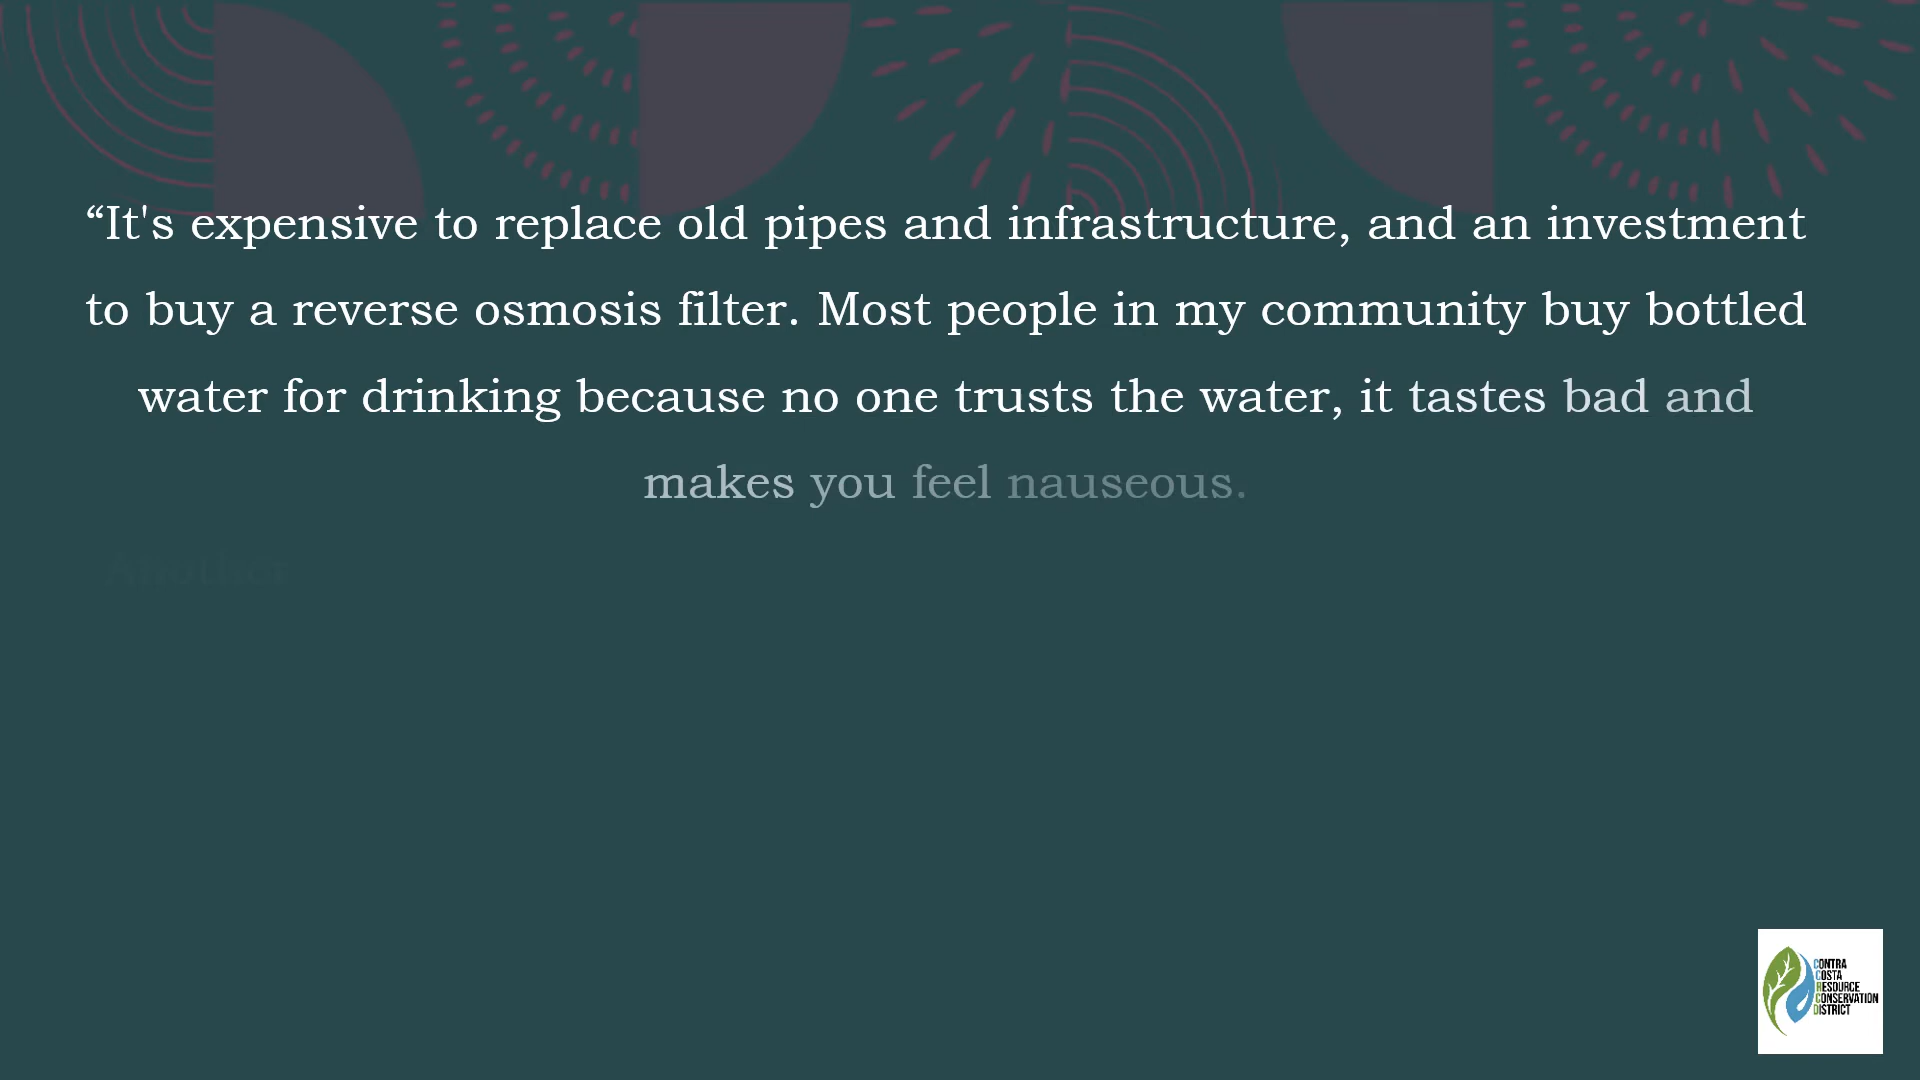 “It's expensive to replace old pipes and infrastructure, and an investment
to buy a reverse osmosis filter. Most people in my community buy bottled
water for drinking because no one trusts the water, it tastes bad and
makes you feel nauseous.
Another
CONTRA
COSTA
RESOURCE
CONSERVATION
DISTRICT